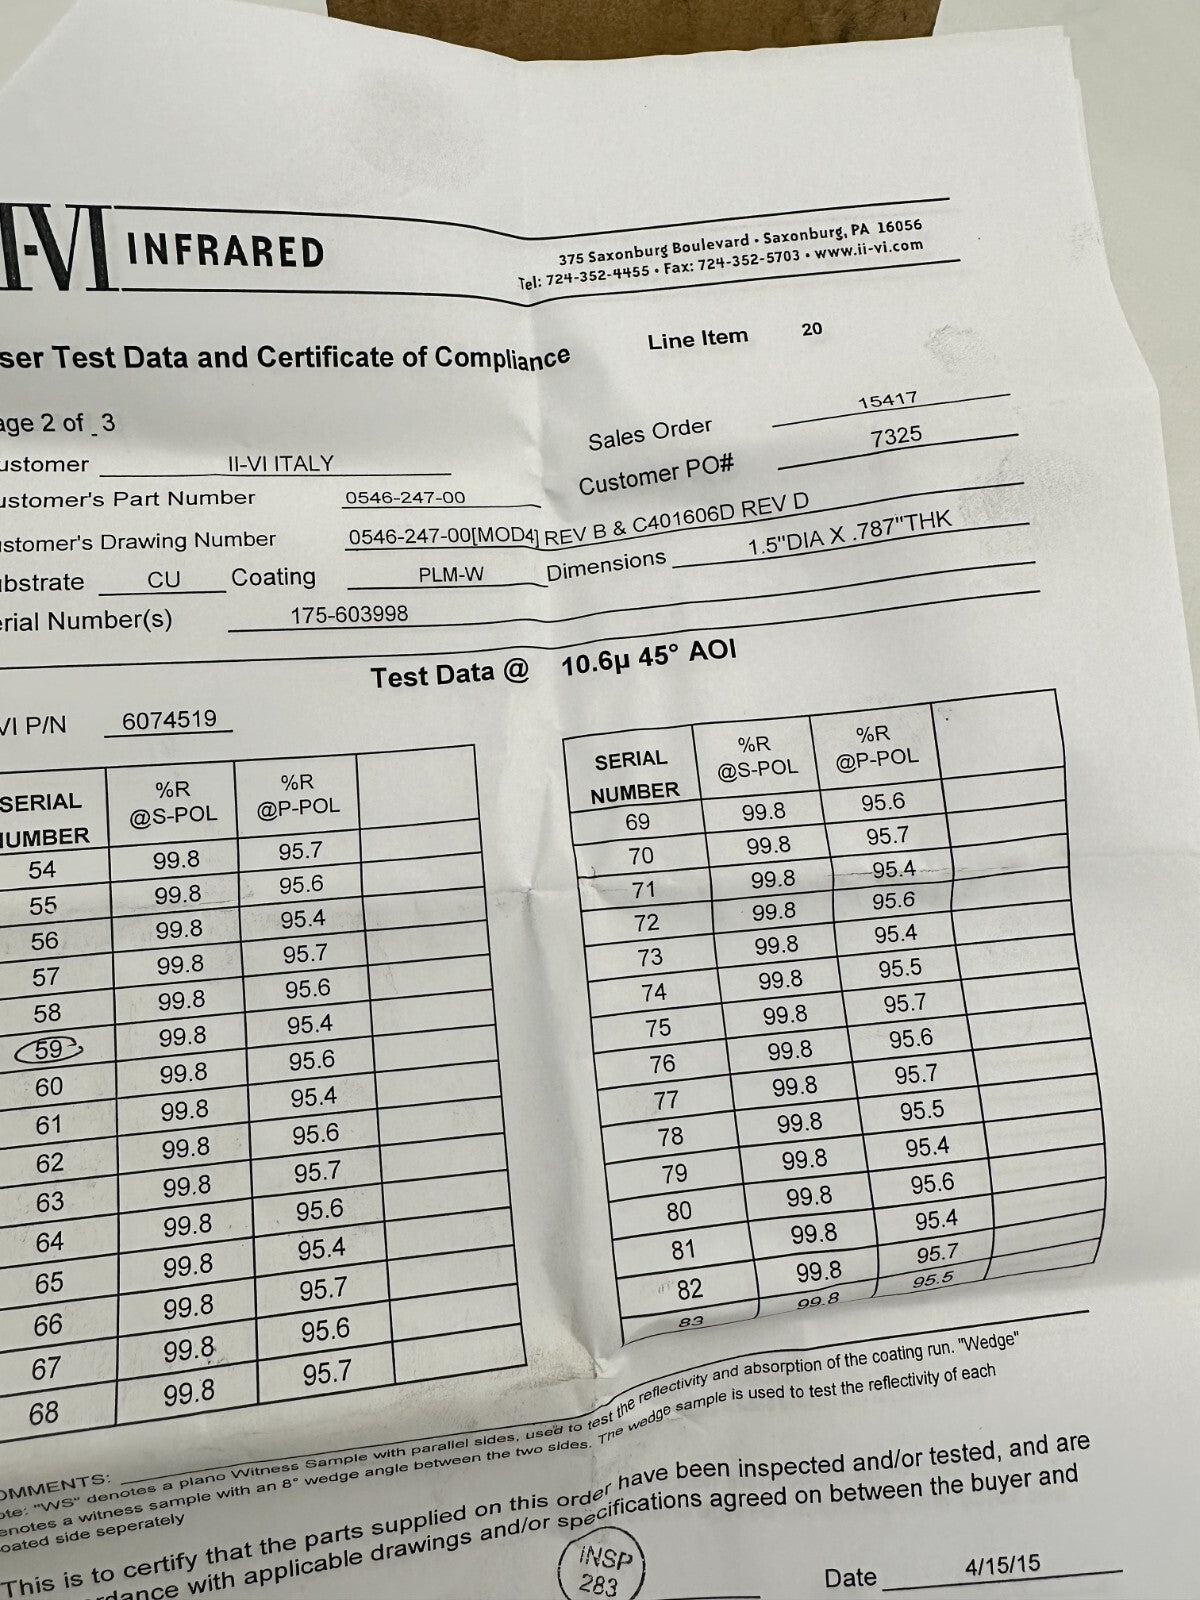 II-VI INFRARED
375 Saxonburg Boulevard • Saxonburg, PA 16056
Tel: 724-352-4455 • Fax: 724-352-5703 • www.ii-vi.com
ser Test Data and Certificate of Compliance
Line Item 20
age 2 of 3
Sales Order 15417
ustomer II-VI ITALY
Customer PO# 7325
ustomer's Part Number 0546-247-00
ustomer's Drawing Number 0546-247-00[MOD4] REV B & C401606D REV D
ubstrate CU Coating PLM-W Dimensions 1.5"DIA X .787"THK
erial Number(s) 175-603998
Test Data @ 10.6µ 45° AOI
VI P/N 6074519
SERIAL NUMBER %R @S-POL %R @P-POL
54 99.8 95.7
55 99.8 95.6
56 99.8 95.4
57 99.8 95.7
58 99.8 95.6
59 99.8 95.4
60 99.8 95.6
61 99.8 95.4
62 99.8 95.6
63 99.8 95.7
64 99.8 95.6
65 99.8 95.4
66 99.8 95.7
67 99.8 95.6
68 99.8 95.7
SERIAL NUMBER %R @S-POL %R @P-POL
69 99.8 95.6
70 99.8 95.7
71 99.8 95.4
72 99.8 95.6
73 99.8 95.4
74 99.8 95.5
75 99.8 95.7
76 99.8 95.6
77 99.8 95.7
78 99.8 95.5
79 99.8 95.4
80 99.8 95.6
81 99.8 95.4
82 99.8 95.7
83 99.8 95.5
OMMENTS:
ote: "WS" denotes a plano Witness Sample with parallel sides, used to test the reflectivity and absorption of the coating run. "Wedge"
enotes a witness sample with an 8° wedge angle between the two sides. The wedge sample is used to test the reflectivity of each
oated side seperately
This is to certify that the parts supplied on this order have been inspected and/or tested, and are
rdance with applicable drawings and/or specifications agreed on between the buyer and
INSP
283
Date 4/15/15